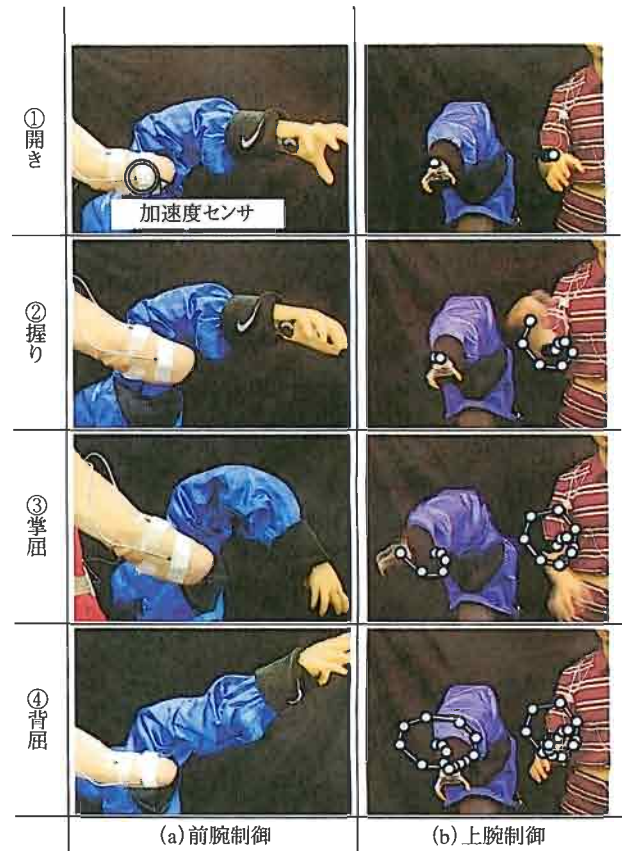 ①開き
加速度センサ
②握り
③掌屈
④背屈
(a)前腕制御
(b)上腕制御